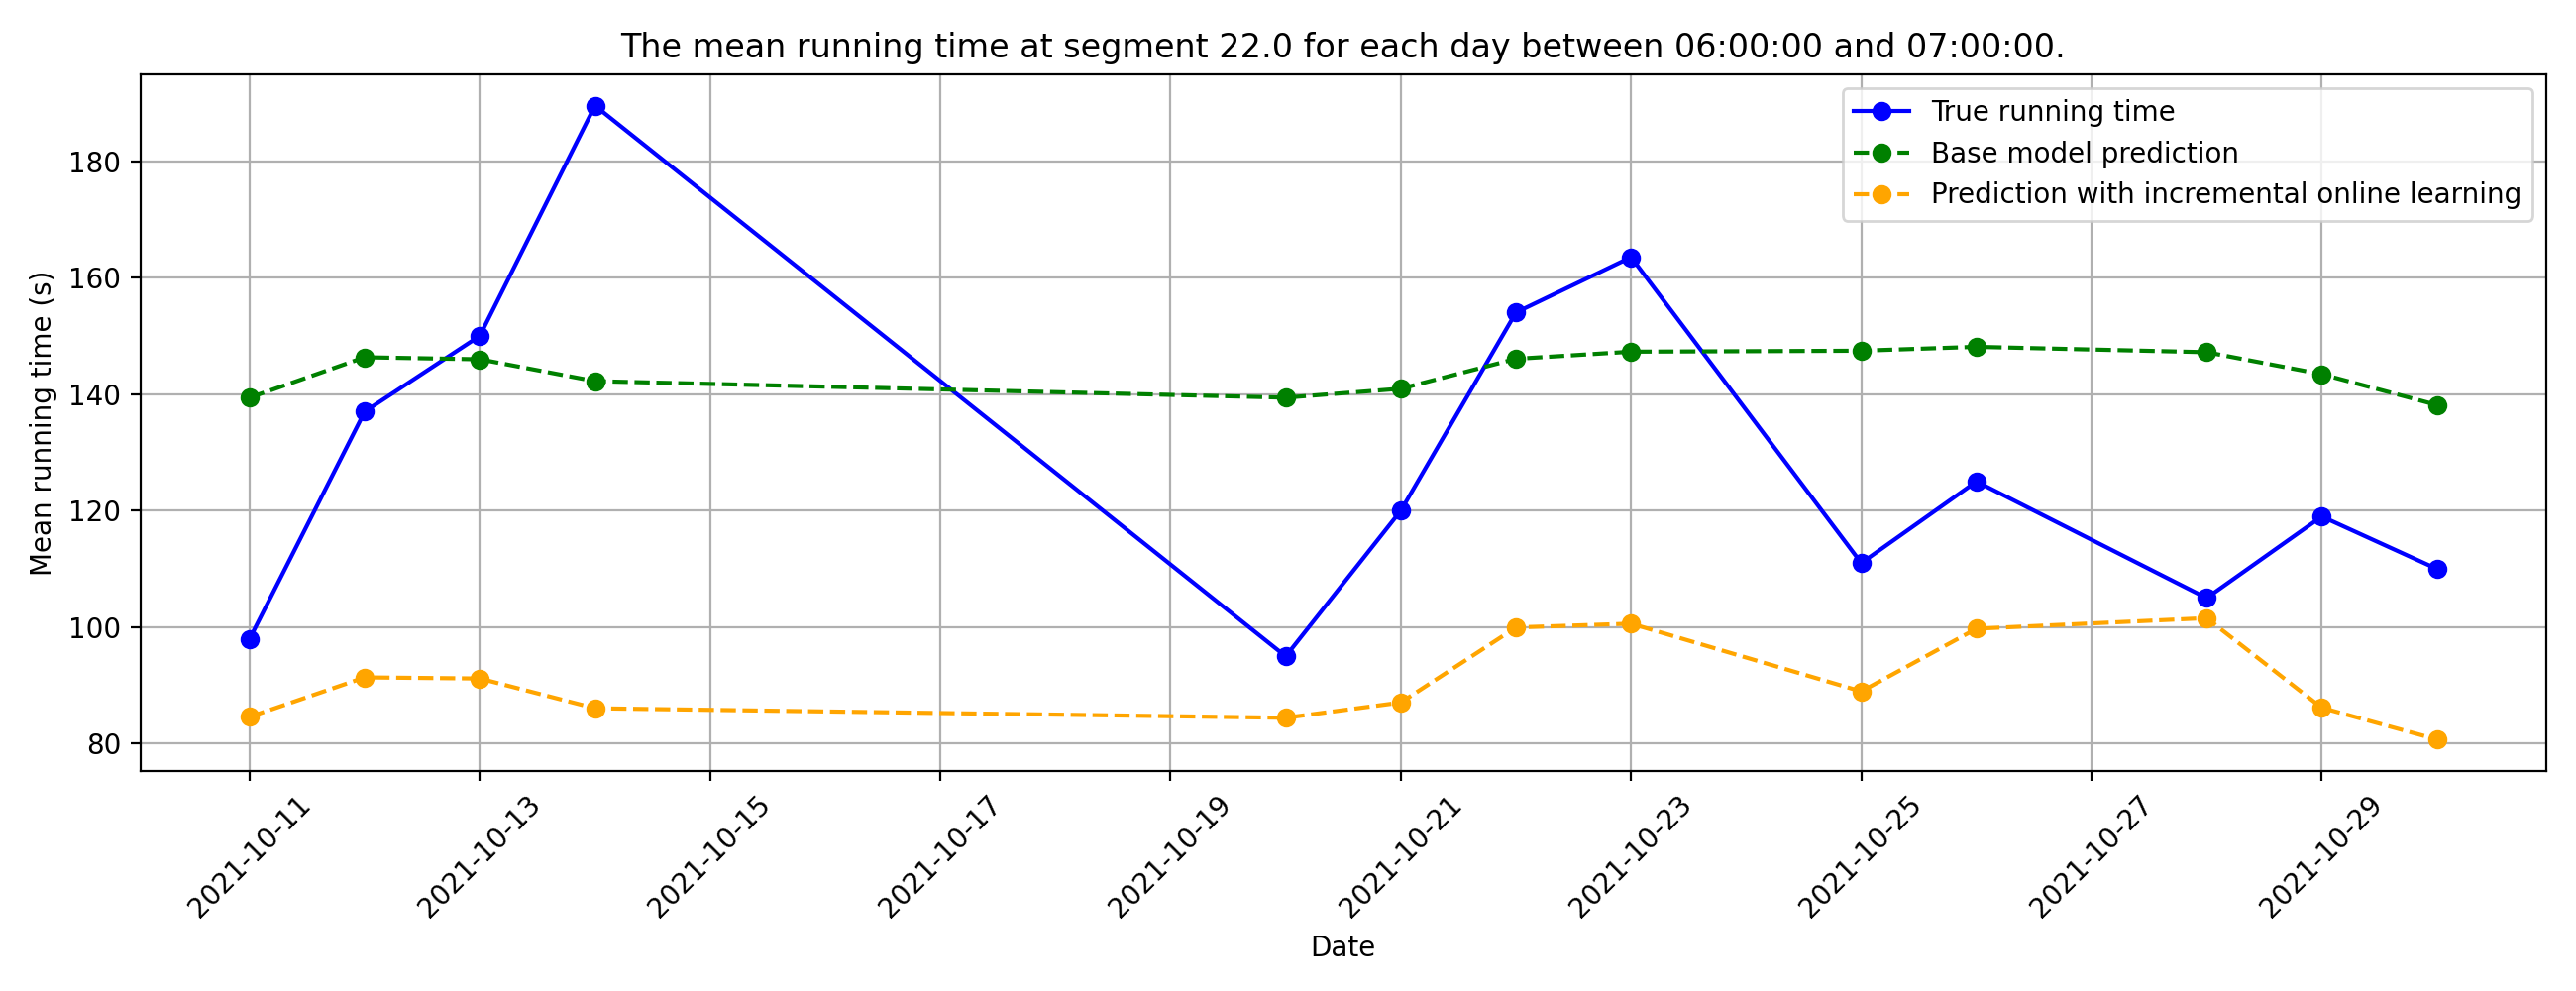 The mean running time at segment 22.0 for each day between 06:00:00 and 07:00:00.
True running time
Base model prediction
Prediction with incremental online learning
Mean running time (s)
180
160
140
120
100
80
2021-10-11
2021-10-13
2021-10-15
2021-10-17
2021-10-19
2021-10-21
2021-10-23
2021-10-25
2021-10-27
2021-10-29
Date